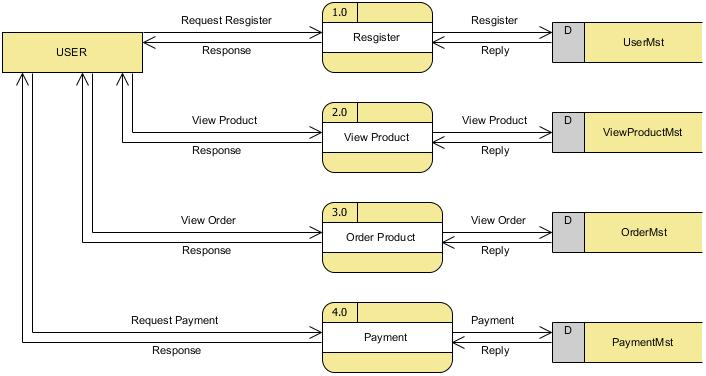 Request Resgister
1.0
Resgister
D
USER
Resgister
UserMst
Response
Reply
2.0
D
View Product
View Product
View Product
ViewProductMst
Response
Reply
3.0
D
View Order
View Order
Order Product
OrderMst
Response
Reply
4.0
Request Payment
Payment
D
Payment
PaymentMst
Response
Reply